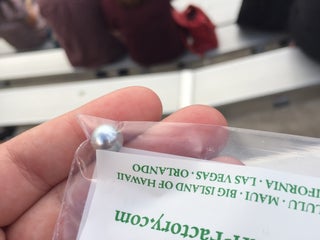 n-Factory.com
LULU · MAUI · BIG ISLAND OF HAWAII
IFORNIA · LAS VEGAS · ORLANDO